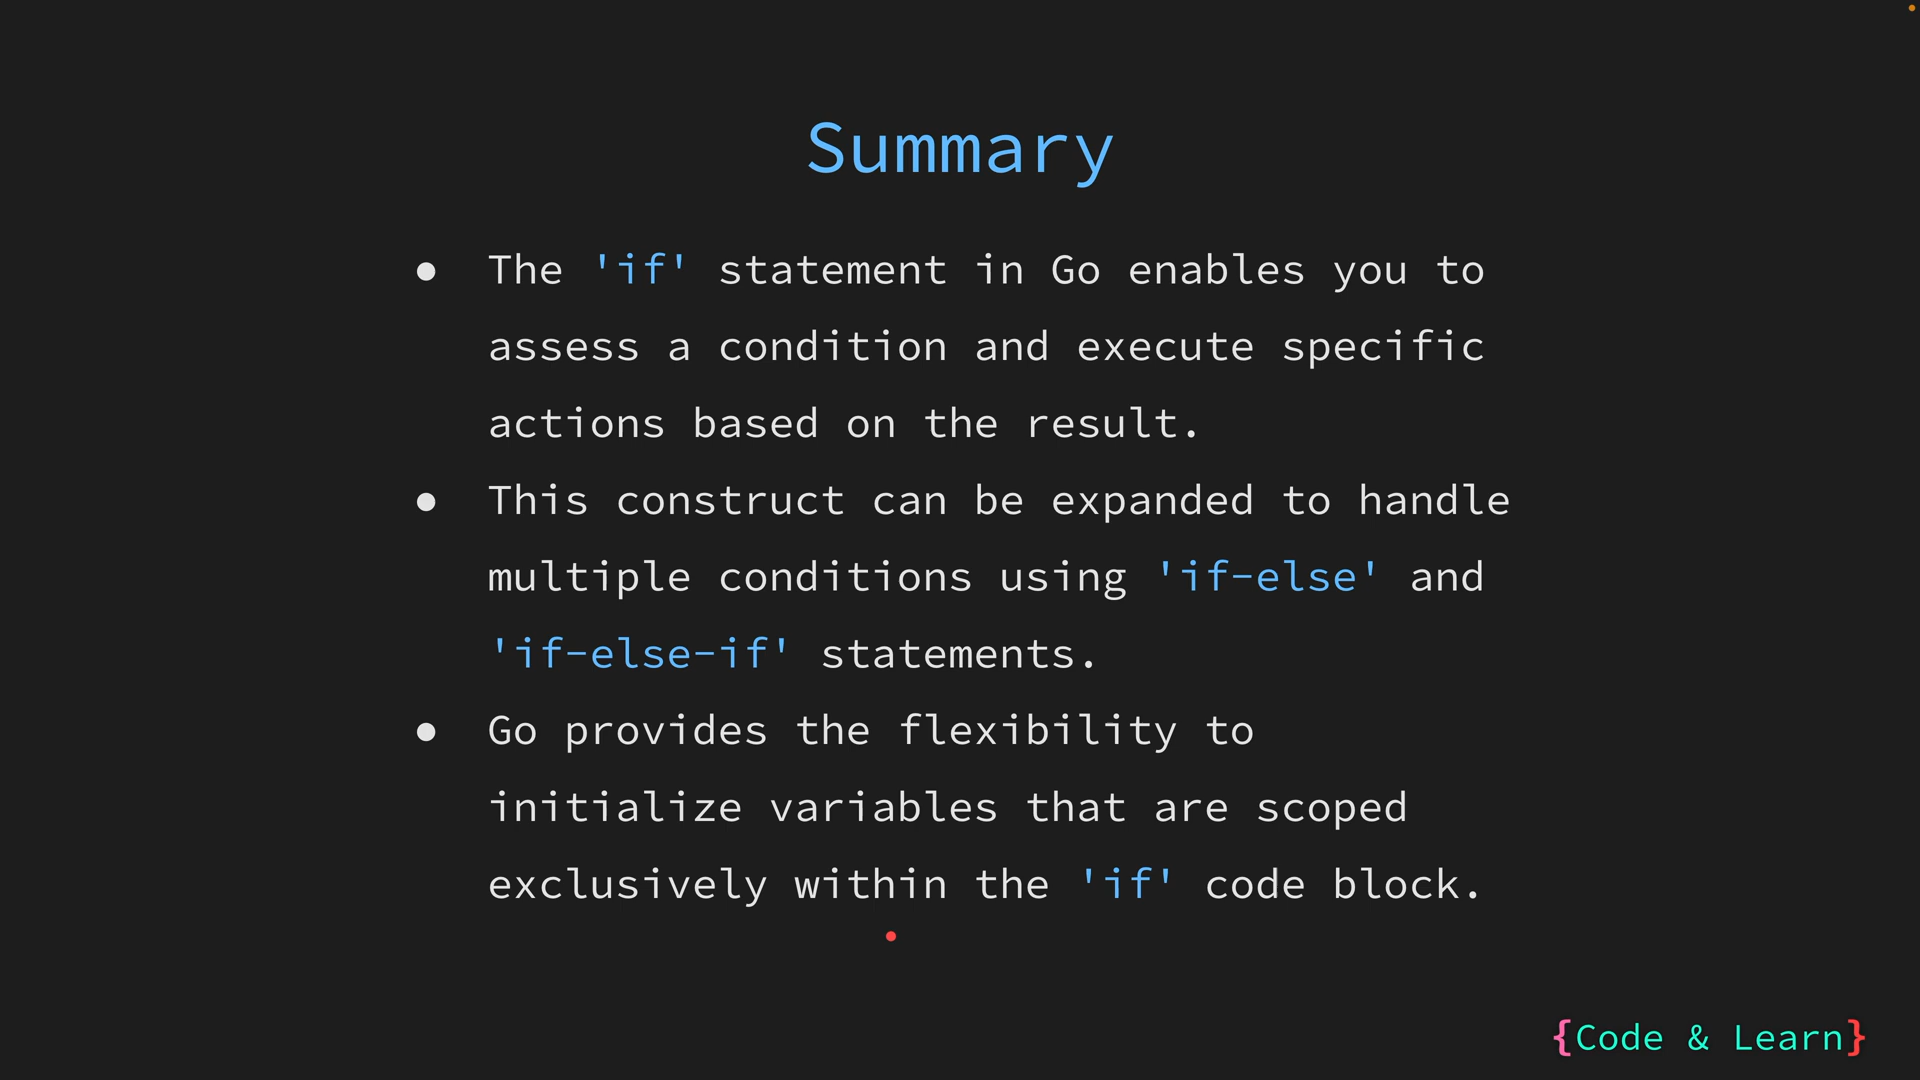 Summary
● The 'if' statement in Go enables you to
assess a condition and execute specific
actions based on the result.
● This construct can be expanded to handle
multiple conditions using 'if-else' and
'if-else-if' statements.
● Go provides the flexibility to
initialize variables that are scoped
exclusively within the 'if' code block.
{Code & Learn}